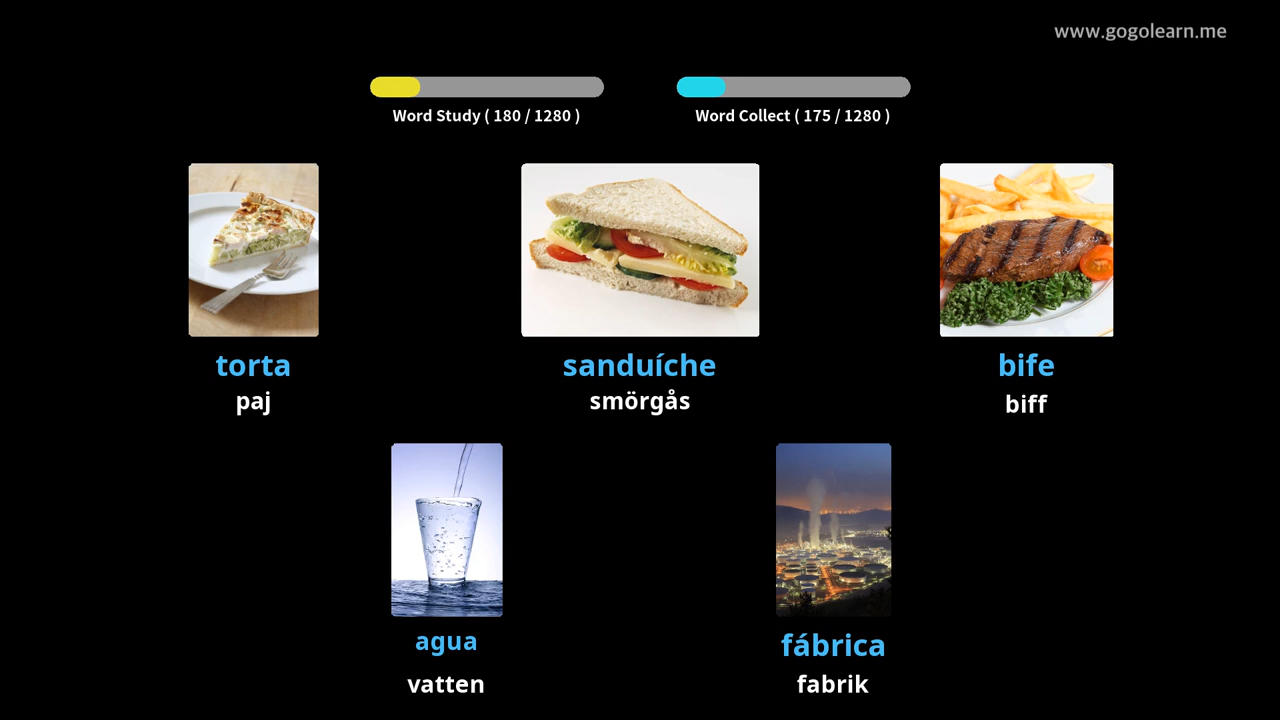 www.gogolearn.me
Word Study ( 180 / 1280 )
Word Collect ( 175 / 1280 )
torta
paj
sanduíche
smörgås
bife
biff
agua
vatten
fábrica
fabrik